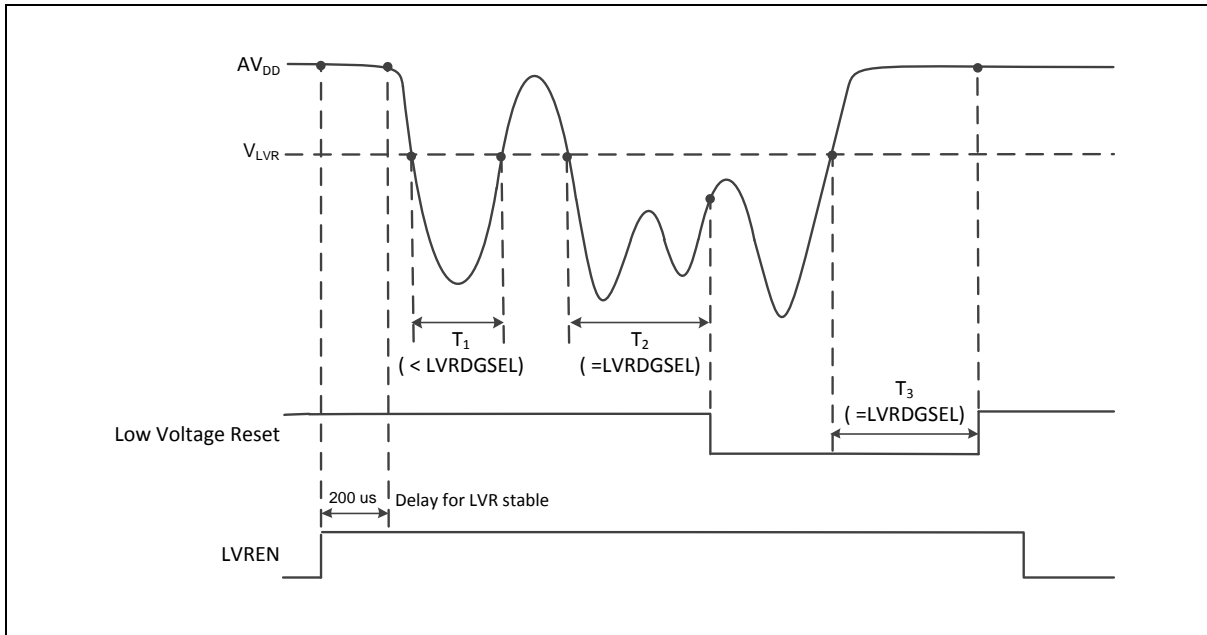 AVDD
VLVR
T1
( < LVRDGSEL)
T2
( =LVRDGSEL)
T3
( =LVRDGSEL)
Low Voltage Reset
200 us
Delay for LVR stable
LVREN